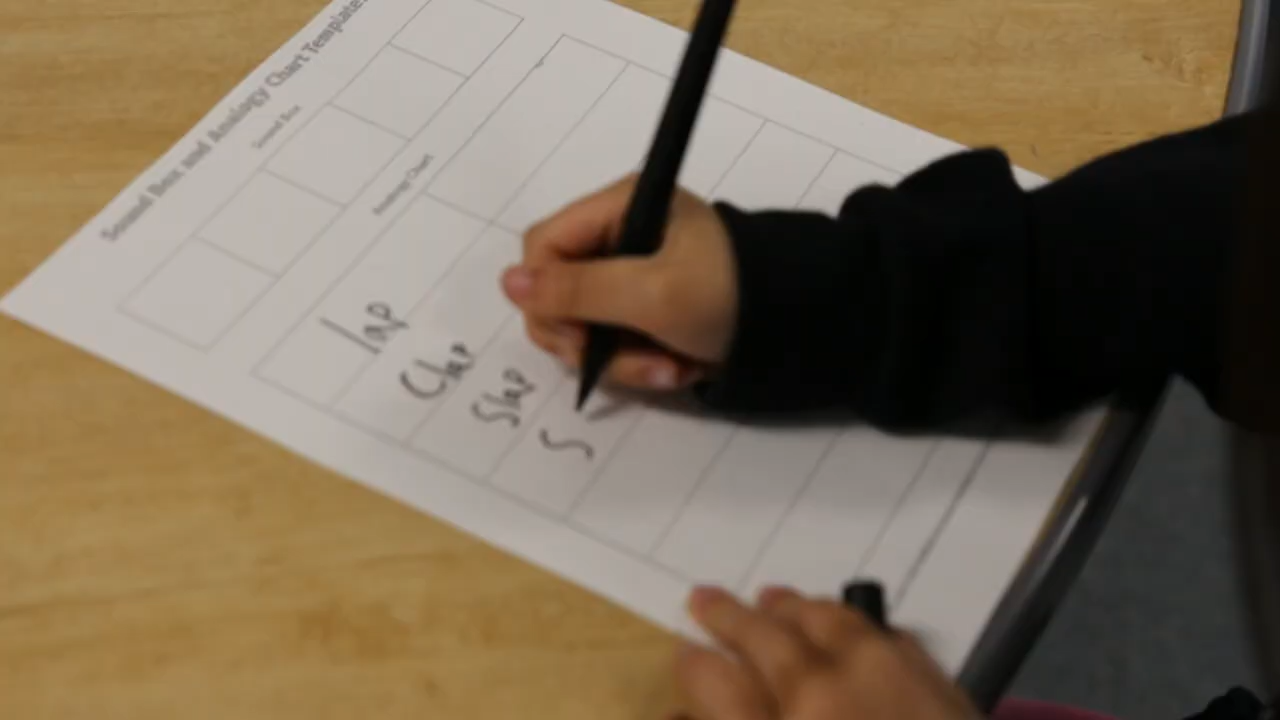 Sound Box and Analogy Chart Template
Sound Box
Analogy Chart
lap
Clap
Slap
S